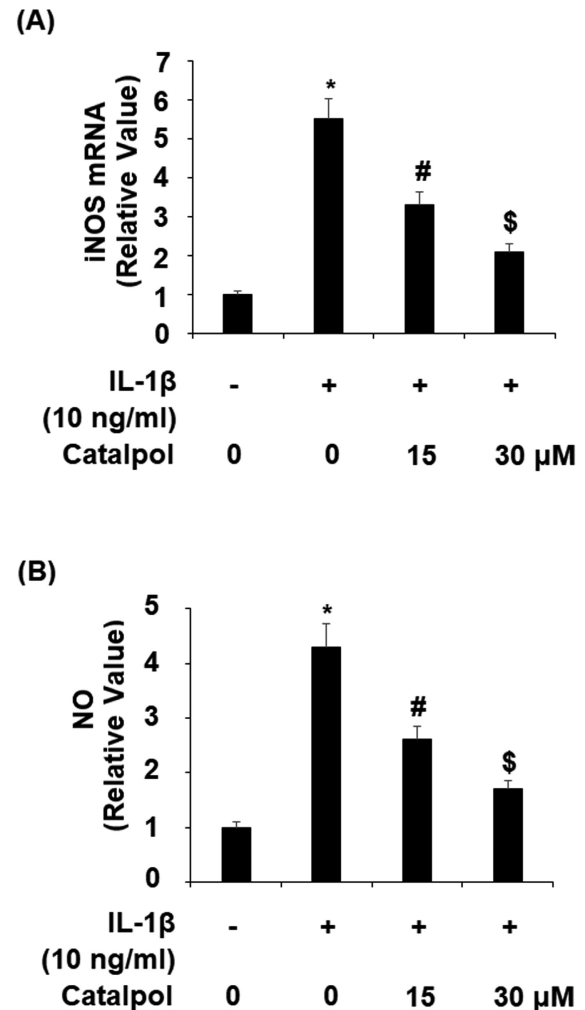 (A)
iNOS mRNA
(Relative Value)
7
6
5
4
3
2
1
0
*
#
$
IL-1β - + + +
(10 ng/ml)
Catalpol 0 0 15 30 μM
(B)
NO
(Relative Value)
5
4
3
2
1
0
*
#
$
IL-1β - + + +
(10 ng/ml)
Catalpol 0 0 15 30 μM